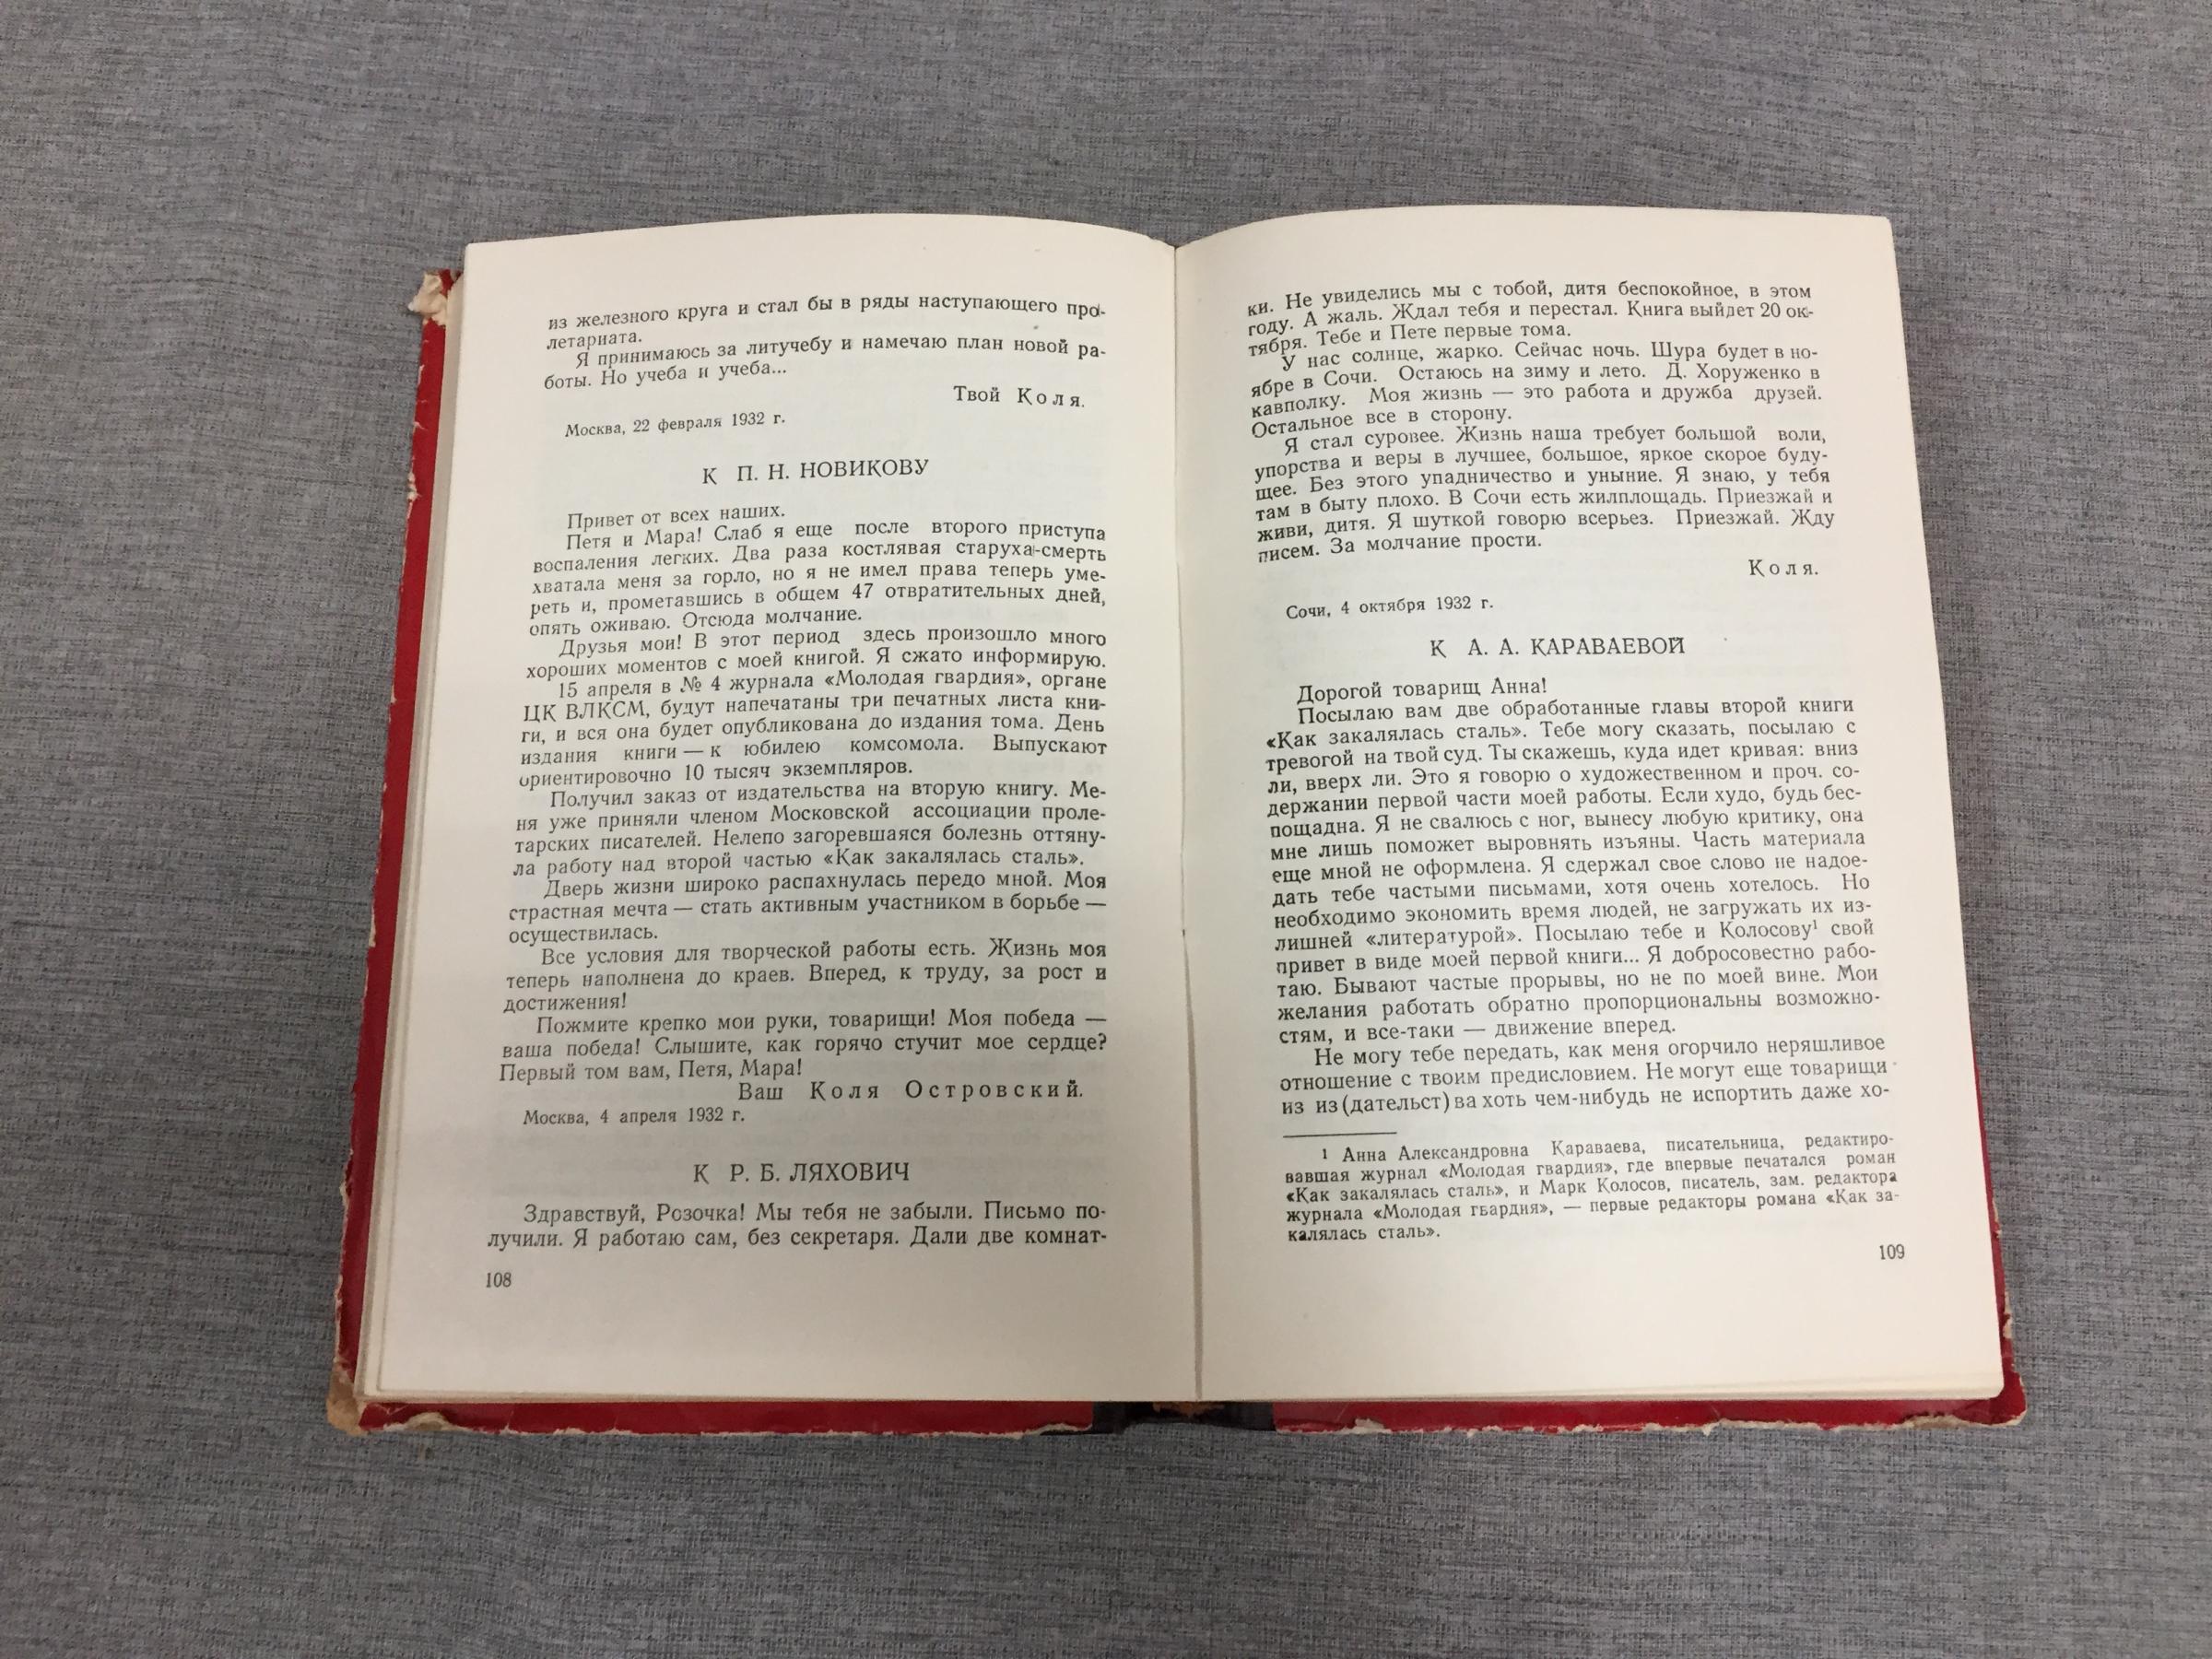 из железного круга и стал бы в ряды наступающего про-
летариата.
Я принимаюсь за литучебу и намечаю план новой ра-
боты. Но учеба и учеба...
Твой Коля.
Москва, 22 февраля 1932 г.
К П. Н. НОВИКОВУ
Привет от всех наших.
Петя и Мара! Слаб я еще после второго приступа
воспаления легких. Два раза костлявая старуха-смерть
хватала меня за горло, но я не имел права теперь уме-
реть и, прометавшись в общем 47 отвратительных дней,
опять оживаю. Отсюда молчание.
Друзья мои! В этот период здесь произошло много
хороших моментов с моей книгой. Я сжато информирую.
15 апреля в № 4 журнала «Молодая гвардия», органе
ЦК ВЛКСМ, будут напечатаны три печатных листа кни-
ги, и вся она будет опубликована до издания тома. День
издания книги — к юбилею комсомола. Выпускают
ориентировочно 10 тысяч экземпляров.
Получил заказ от издательства на вторую книгу. Ме-
ня уже приняли членом Московской ассоциации проле-
тарских писателей. Нелепо загоревшаяся болезнь оттяну-
ла работу над второй частью «Как закалялась сталь».
Дверь жизни широко распахнулась передо мной. Моя
страстная мечта — стать активным участником в борьбе —
осуществилась.
Все условия для творческой работы есть. Жизнь моя
теперь наполнена до краев. Вперед, к труду, за рост и
достижения!
Пожмите крепко мои руки, товарищи! Моя победа —
ваша победа! Слышите, как горячо стучит мое сердце?
Первый том вам, Петя, Мара!
Ваш Коля Островский.
Москва, 4 апреля 1932 г.
К Р. Б. ЛЯХОВИЧ
Здравствуй, Розочка! Мы тебя не забыли. Письмо по-
лучили. Я работаю сам, без секретаря. Дали две комнат-
108
ки. Не увиделись мы с тобой, дитя беспокойное, в этом
году. А жаль. Ждал тебя и перестал. Книга выйдет 20 ок-
тября. Тебе и Пете первые тома.
У нас солнце, жарко. Сейчас ночь. Шура будет в но-
ябре в Сочи. Остаюсь на зиму и лето. Д. Хоруженко в
кавполку. Моя жизнь — это работа и дружба друзей.
Остальное все в сторону.
Я стал суровее. Жизнь наша требует большой воли,
упорства и веры в лучшее, большое, яркое скорое буду-
щее. Без этого упадничество и уныние. Я знаю, у тебя
там в быту плохо. В Сочи есть жилплощадь. Приезжай и
живи, дитя. Я шуткой говорю всерьез. Приезжай. Жду
писем. За молчание прости.
Коля.
Сочи, 4 октября 1932 г.
К А. А. КАРАВАЕВОЙ
Дорогой товарищ Анна!
Посылаю вам две обработанные главы второй книги
«Как закалялась сталь». Тебе могу сказать, посылаю с
тревогой на твой суд. Ты скажешь, куда идет кривая: вниз
ли, вверх ли. Это я говорю о художественном и проч. со-
держании первой части моей работы. Если худо, будь бес-
пощадна. Я не свалюсь с ног, вынесу любую критику, она
мне лишь поможет выровнять изъяны. Часть материала
еще мной не оформлена. Я сдержал свое слово не надое-
дать тебе частыми письмами, хотя очень хотелось. Но
необходимо экономить время людей, не загружать их из-
лишней «литературой». Посылаю тебе и Колосову¹ свой
привет в виде моей первой книги... Я добросовестно рабо-
таю. Бывают частые прорывы, но не по моей вине. Мои
желания работать обратно пропорциональны возможно-
стям, и все-таки — движение вперед.
Не могу тебе передать, как меня огорчило неряшливое
отношение с твоим предисловием. Не могут еще товарищи
из из(дательст)ва хоть чем-нибудь не испортить даже хо-
1 Анна Александровна Караваева, писательница, редактиро-
вавшая журнал «Молодая гвардия», где впервые печатался роман
«Как закалялась сталь», и Марк Колосов, писатель, зам. редактора
журнала «Молодая гвардия», — первые редакторы романа «Как за-
калялась сталь».
109